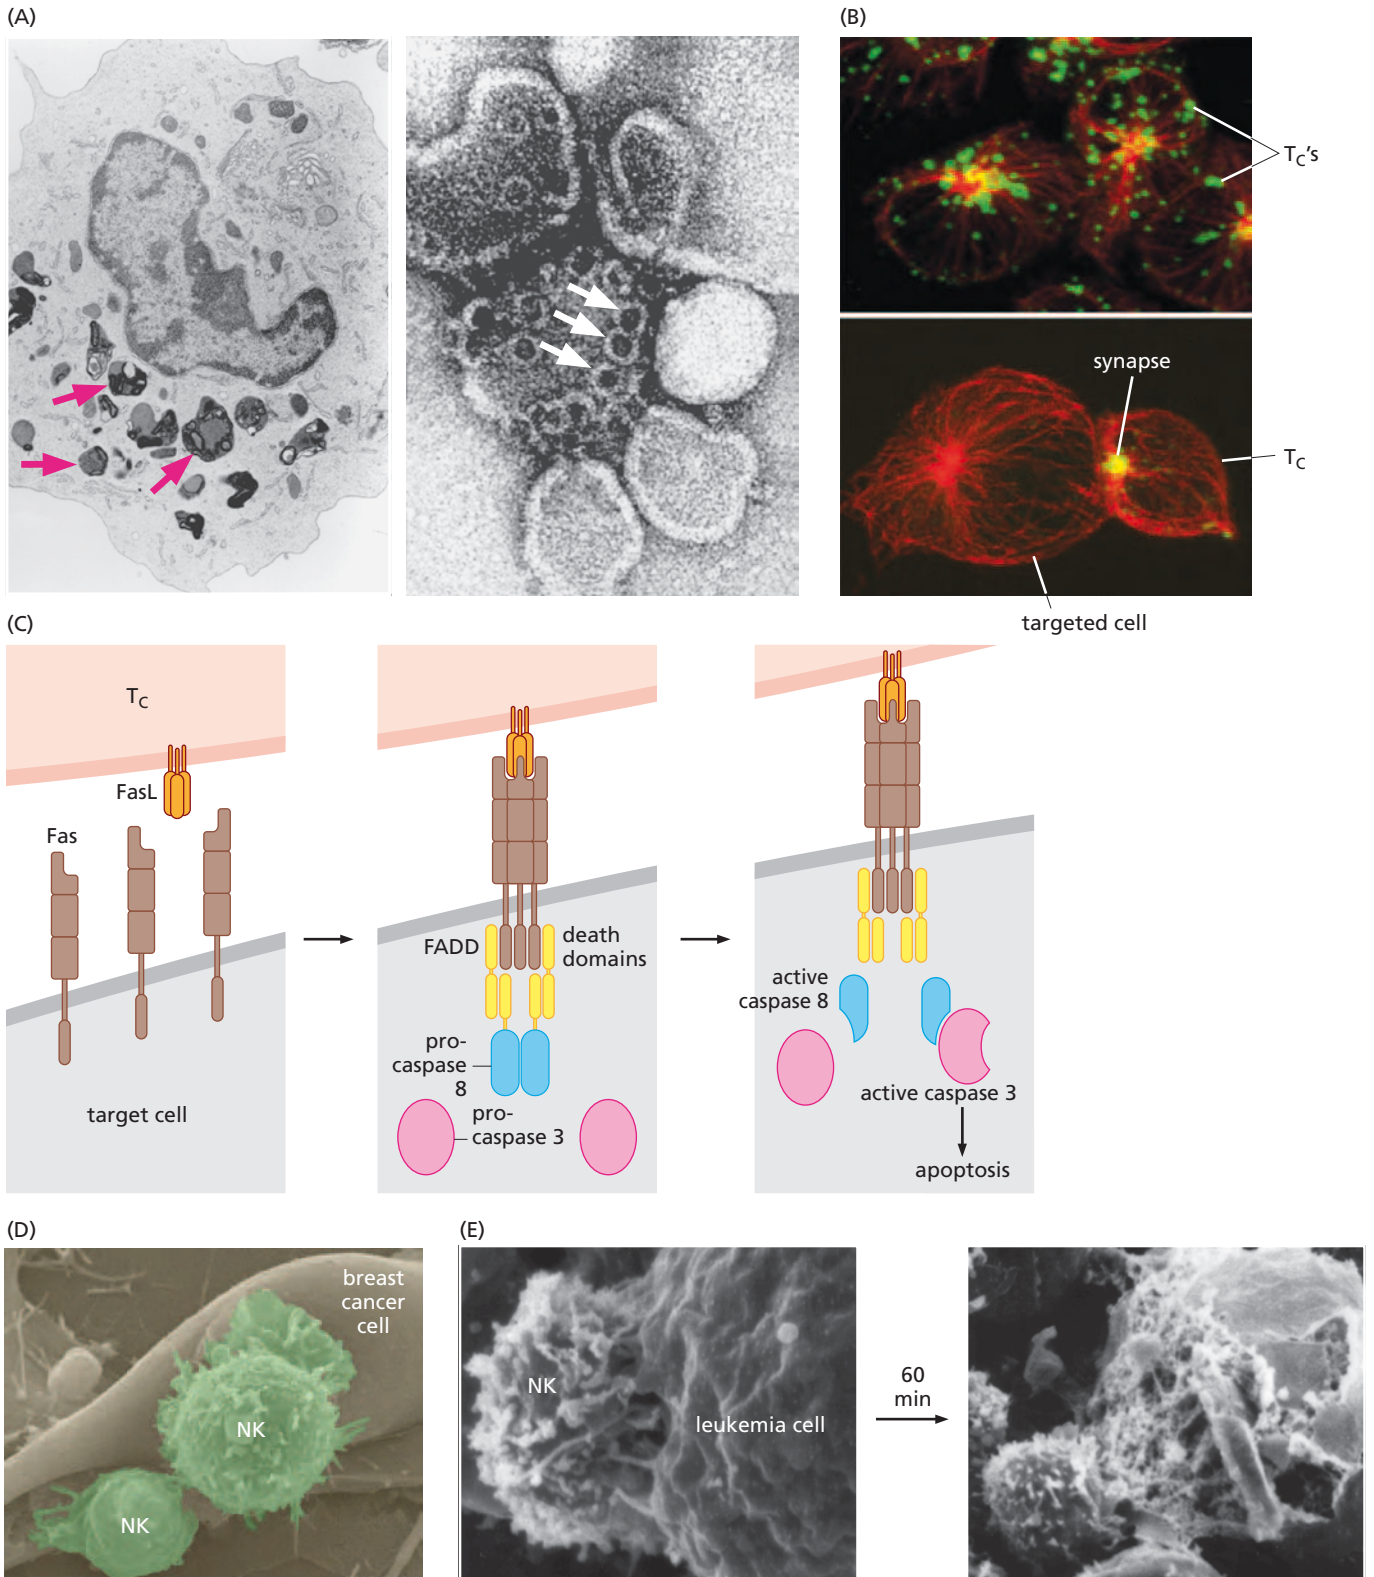 (A)
(B)
T_C's
synapse
T_C
targeted cell
(C)
T_C
FasL
Fas
target cell
FADD
death
domains
pro-
caspase
8
pro-
caspase 3
active
caspase 8
active caspase 3
apoptosis
(D)
breast
cancer
cell
NK
NK
(E)
NK
leukemia cell
60
min